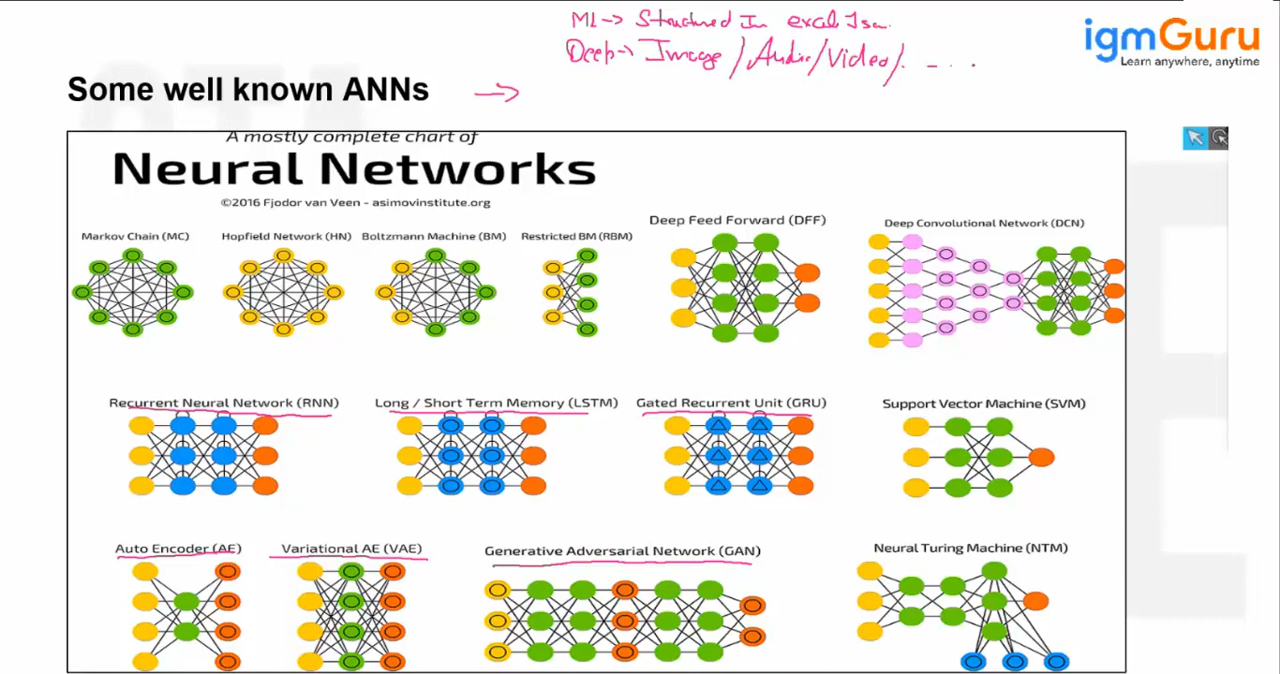 ML -> Structured In excel
Deep -> Image / Audio / Video / . - . . .
igmGuru
Learn anywhere, anytime
Some well known ANNs
A mostly complete chart of
Neural Networks
©2016 Fjodor van Veen - asimovinstitute.org
Markov Chain (MC) Hopfield Network (HN) Boltzmann Machine (BM) Restricted BM (RBM) Deep Feed Forward (DFF) Deep Convolutional Network (DCN)
Recurrent Neural Network (RNN) Long / Short Term Memory (LSTM) Gated Recurrent Unit (GRU) Support Vector Machine (SVM)
Auto Encoder (AE) Variational AE (VAE) Generative Adversarial Network (GAN) Neural Turing Machine (NTM)